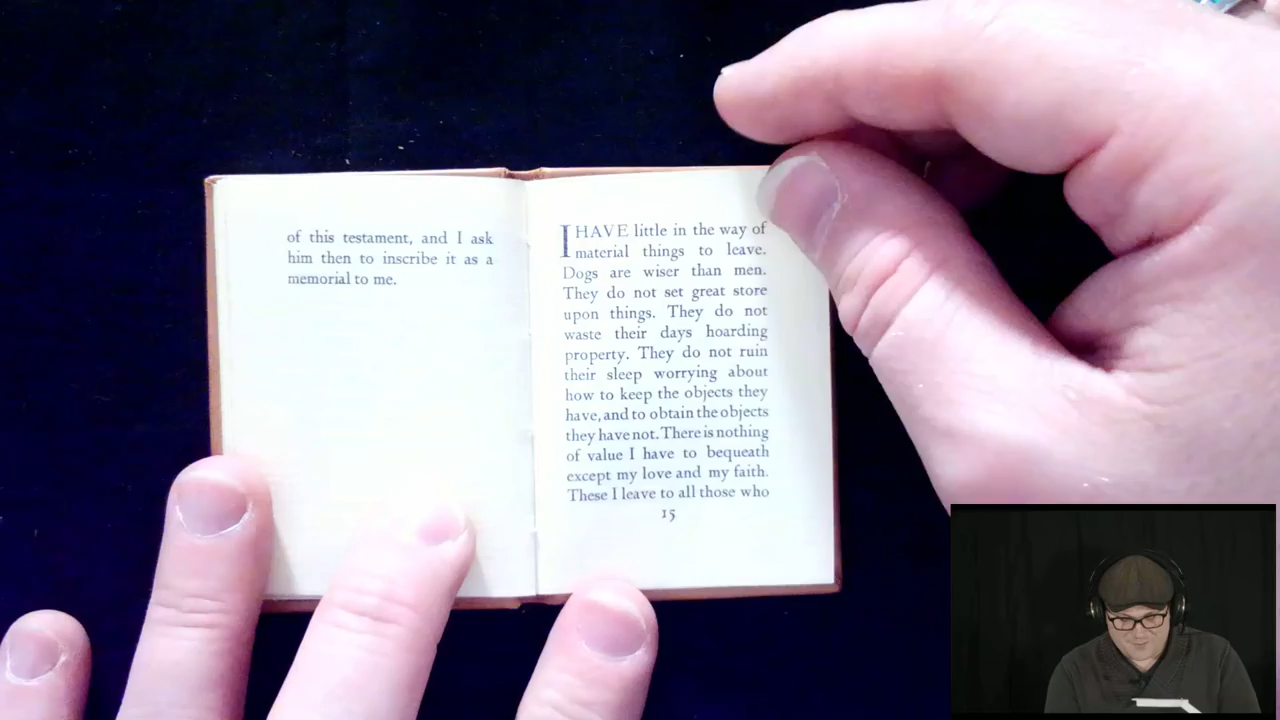 of this testament, and I ask
him then to inscribe it as a
memorial to me.
I HAVE little in the way of
material things to leave.
Dogs are wiser than men.
They do not set great store
upon things. They do not
waste their days hoarding
property. They do not ruin
their sleep worrying about
how to keep the objects they
have, and to obtain the objects
they have not. There is nothing
of value I have to bequeath
except my love and my faith.
These I leave to all those who
15